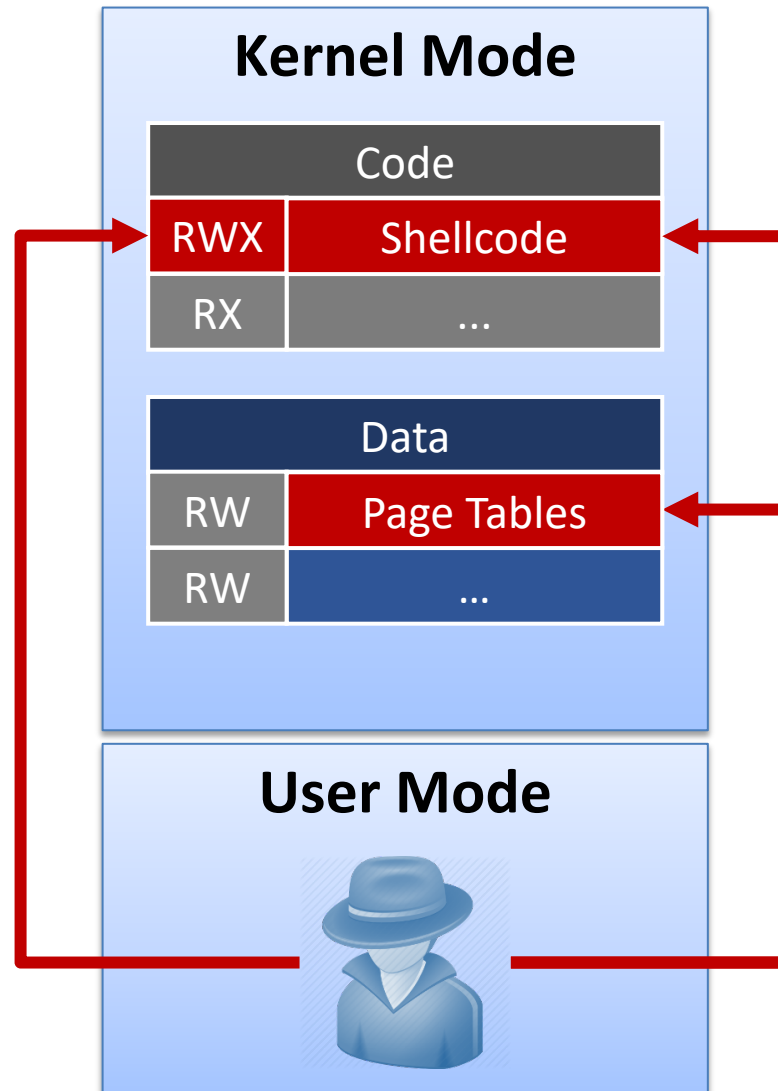 Kernel Mode
Code
RWX Shellcode
RX ...
Data
RW Page Tables
RW ...
User Mode